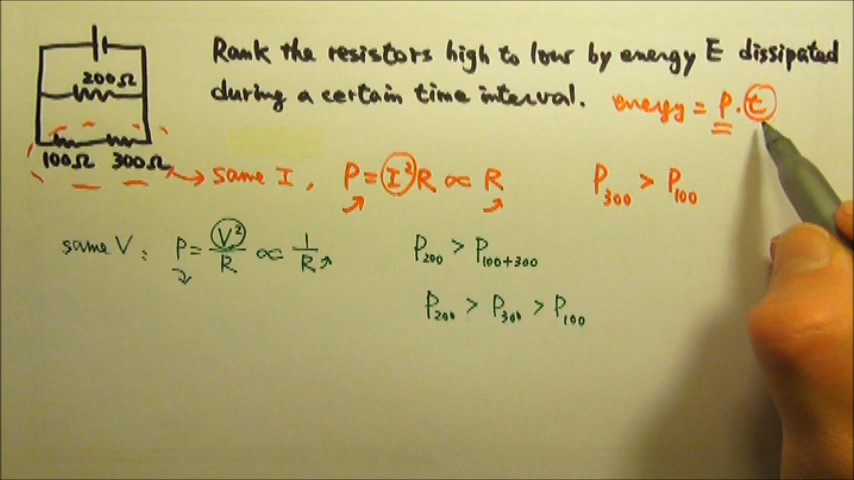 Rank the resistors high to low by energy E dissipated
during a certain time interval. energy = P · t
200Ω
100Ω 300Ω
same I, P = I²R ∝ R P₃₀₀ > P₁₀₀
same V: P = V²/R ∝ 1/R P₂₀₀ > P₁₀₀₊₃₀₀
P₂₀₀ > P₃₀₀ > P₁₀₀